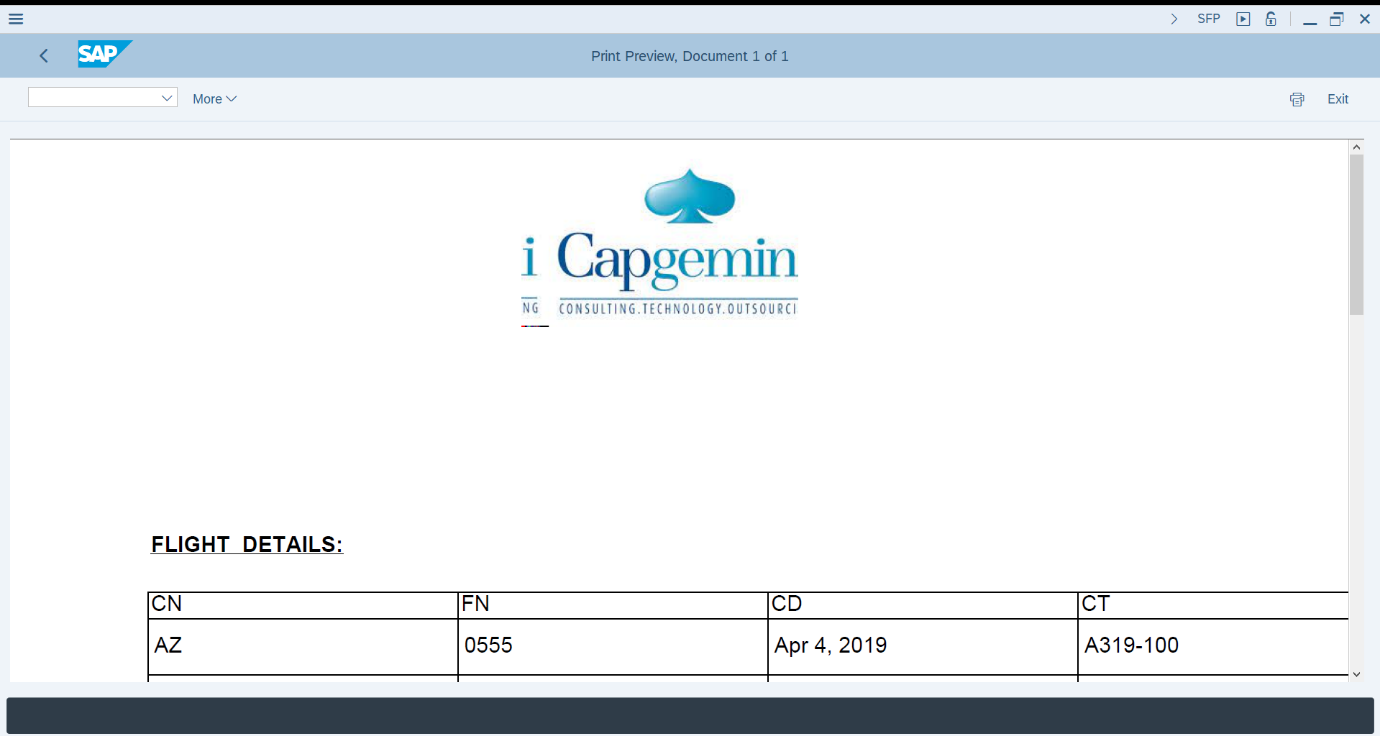 SFP
SAP
Print Preview, Document 1 of 1
More
Exit
i Capgemin
NG CONSULTING.TECHNOLOGY.OUTSOURCI
FLIGHT DETAILS:
CN FN CD CT
AZ 0555 Apr 4, 2019 A319-100